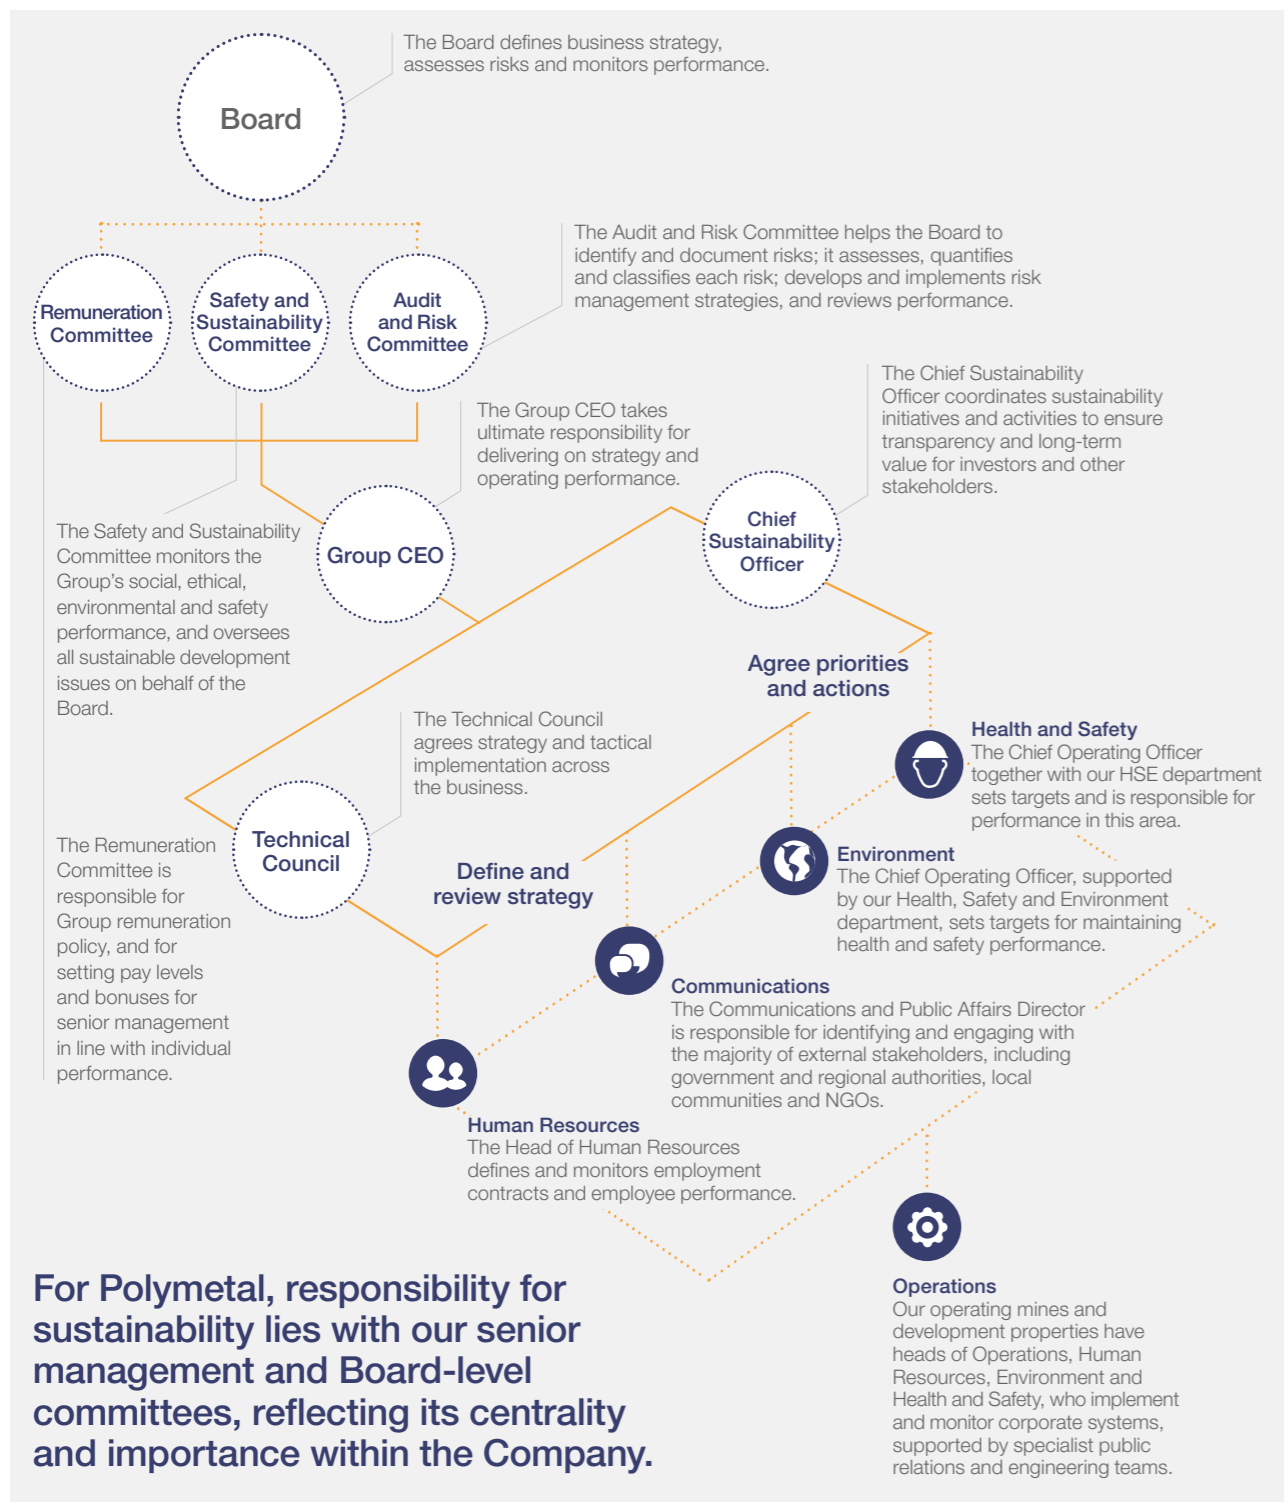 The Board defines business strategy,
assesses risks and monitors performance.
Board
The Audit and Risk Committee helps the Board to
identify and document risks; it assesses, quantifies
and classifies each risk; develops and implements risk
management strategies, and reviews performance.
Remuneration
Committee
Safety and
Sustainability
Committee
Audit
and Risk
Committee
The Chief Sustainability
Officer coordinates sustainability
initiatives and activities to ensure
transparency and long-term
value for investors and other
stakeholders.
The Group CEO takes
ultimate responsibility for
delivering on strategy and
operating performance.
Chief
Sustainability
Officer
Group CEO
The Safety and Sustainability
Committee monitors the
Group's social, ethical,
environmental and safety
performance, and oversees
all sustainable development
issues on behalf of the
Board.
Agree priorities
and actions
The Technical Council
agrees strategy and tactical
implementation across
the business.
Health and Safety
The Chief Operating Officer
together with our HSE department
sets targets and is responsible for
performance in this area.
Technical
Council
The Remuneration
Committee is
responsible for
Group remuneration
policy, and for
setting pay levels
and bonuses for
senior management
in line with individual
performance.
Define and
review strategy
Environment
The Chief Operating Officer, supported
by our Health, Safety and Environment
department, sets targets for maintaining
health and safety performance.
Communications
The Communications and Public Affairs Director
is responsible for identifying and engaging with
the majority of external stakeholders, including
government and regional authorities, local
communities and NGOs.
Human Resources
The Head of Human Resources
defines and monitors employment
contracts and employee performance.
For Polymetal, responsibility for
sustainability lies with our senior
management and Board-level
committees, reflecting its centrality
and importance within the Company.
Operations
Our operating mines and
development properties have
heads of Operations, Human
Resources, Environment and
Health and Safety, who implement
and monitor corporate systems,
supported by specialist public
relations and engineering teams.